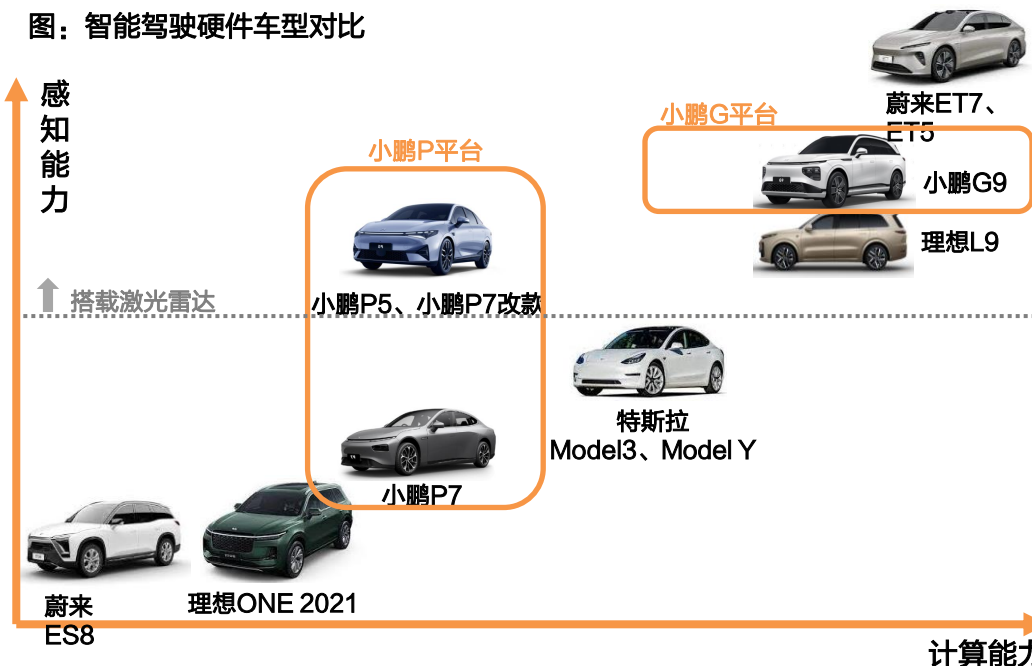 图：智能驾驶硬件车型对比
感知能力
蔚来ET7、
ET5
小鹏G平台
小鹏P平台
小鹏G9
理想L9
搭载激光雷达
小鹏P5、小鹏P7改款
特斯拉
Model3、Model Y
小鹏P7
理想ONE 2021
蔚来
ES8
计算能力